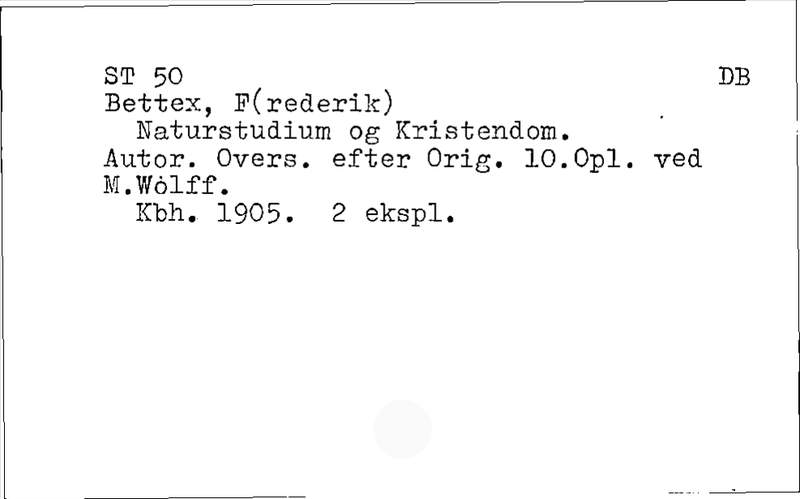 ST 50 DB
Bettex, F(rederik)
Naturstudium og Kristendom.
Autor. Overs. efter Orig. 10.Opl. ved
M.Wolff.
Kbh. 1905. 2 ekspl.